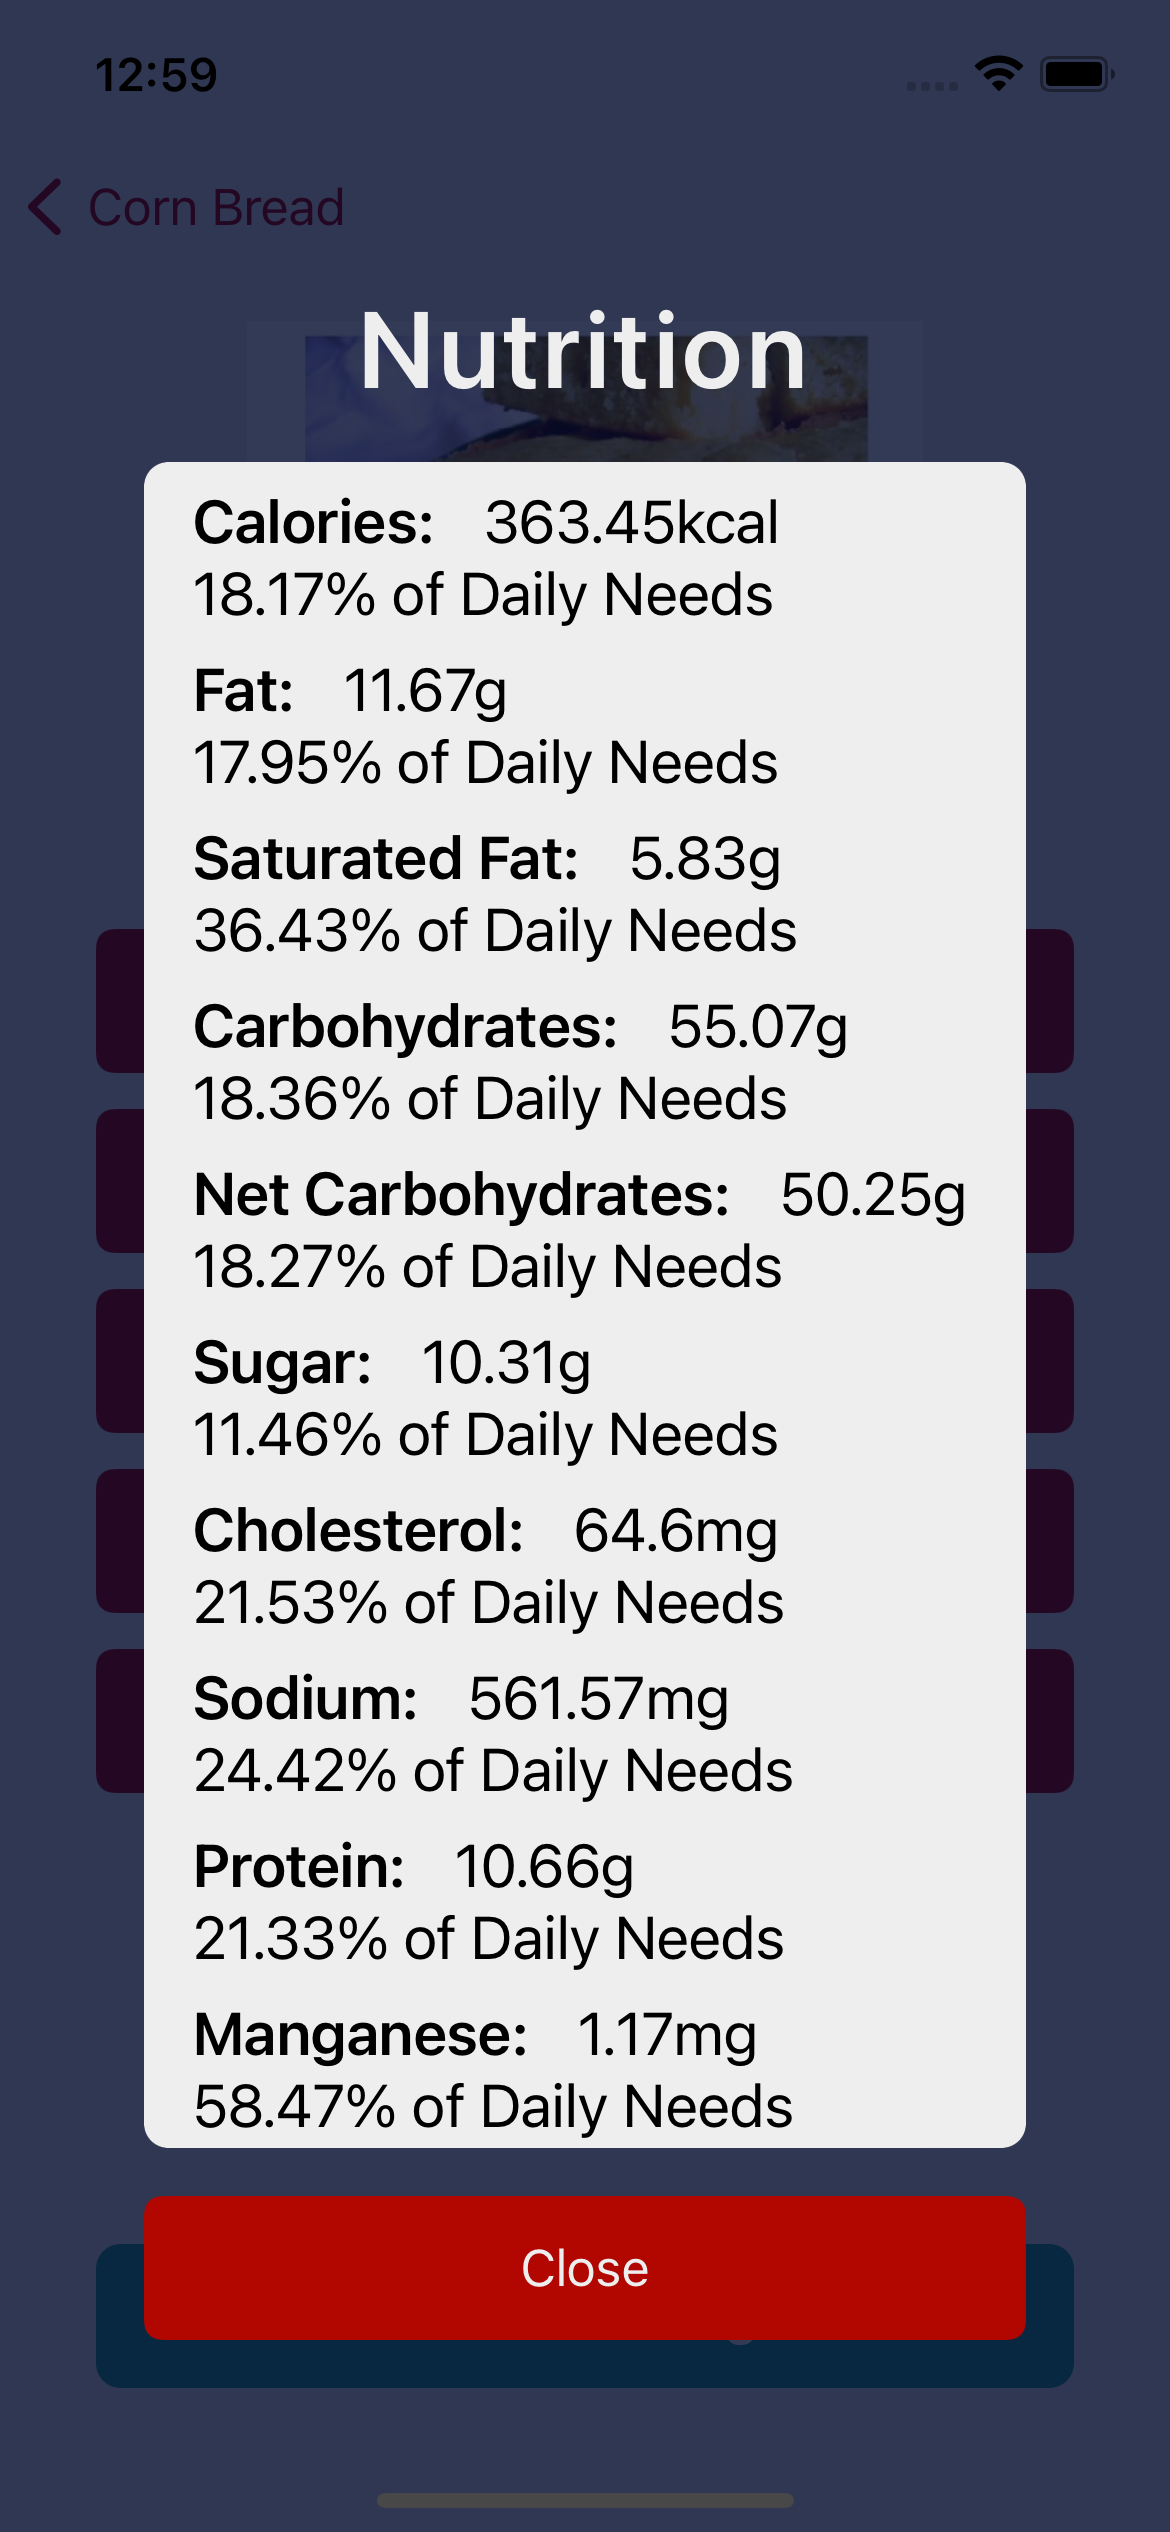 12:59
Corn Bread
Nutrition
Calories: 363.45kcal
18.17% of Daily Needs
Fat: 11.67g
17.95% of Daily Needs
Saturated Fat: 5.83g
36.43% of Daily Needs
Carbohydrates: 55.07g
18.36% of Daily Needs
Net Carbohydrates: 50.25g
18.27% of Daily Needs
Sugar: 10.31g
11.46% of Daily Needs
Cholesterol: 64.6mg
21.53% of Daily Needs
Sodium: 561.57mg
24.42% of Daily Needs
Protein: 10.66g
21.33% of Daily Needs
Manganese: 1.17mg
58.47% of Daily Needs
Close